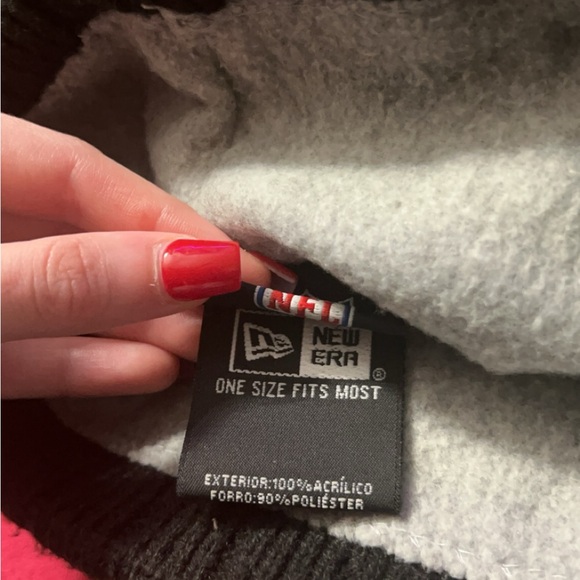 NEW
ERA
®
ONE SIZE FITS MOST
EXTERIOR:100%ACRÍLICO
FORRO:90%POLIÉSTER